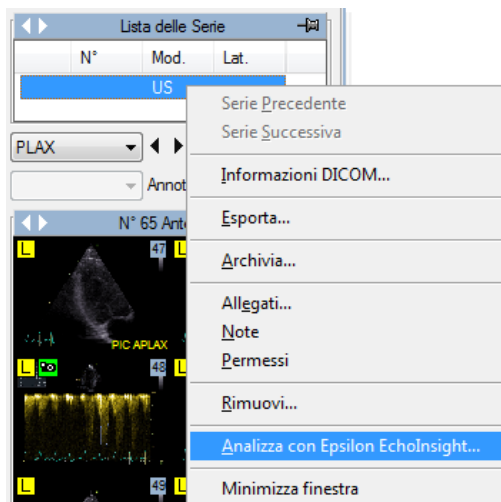 Lista delle Serie
N° Mod. Lat.
US
Serie Precedente
Serie Successiva
PLAX
Informazioni DICOM...
Annot
Esporta...
N° 65 Ante
L 47 L
Archivia...
Allegati...
PIC APLAX
Note
L 48 L
Permessi
Rimuovi...
Analizza con Epsilon EchoInsight...
L 49 L
Minimizza finestra